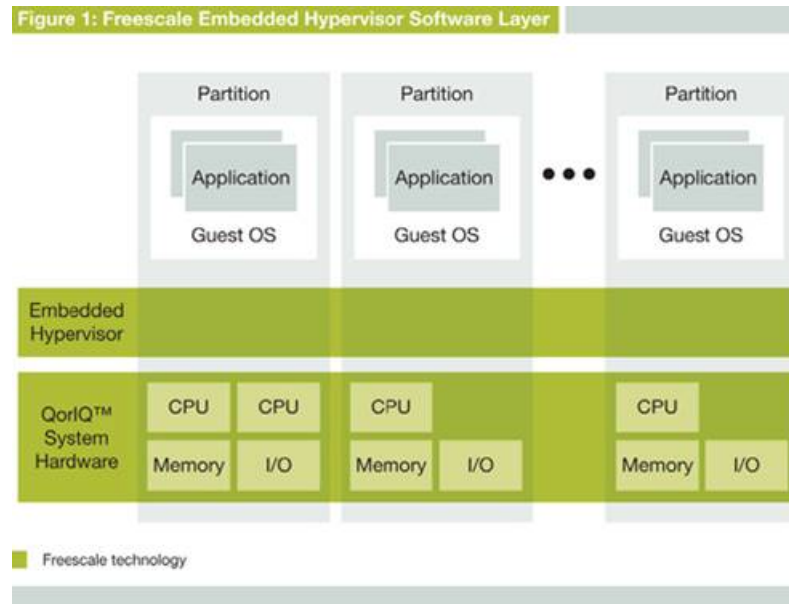 Figure 1: Freescale Embedded Hypervisor Software Layer
Partition
Partition
Partition
Application
Application
Application
Guest OS
Guest OS
Guest OS
Embedded
Hypervisor
QorIQ™
System
Hardware
CPU
CPU
CPU
CPU
Memory
I/O
Memory
I/O
Memory
I/O
Freescale technology